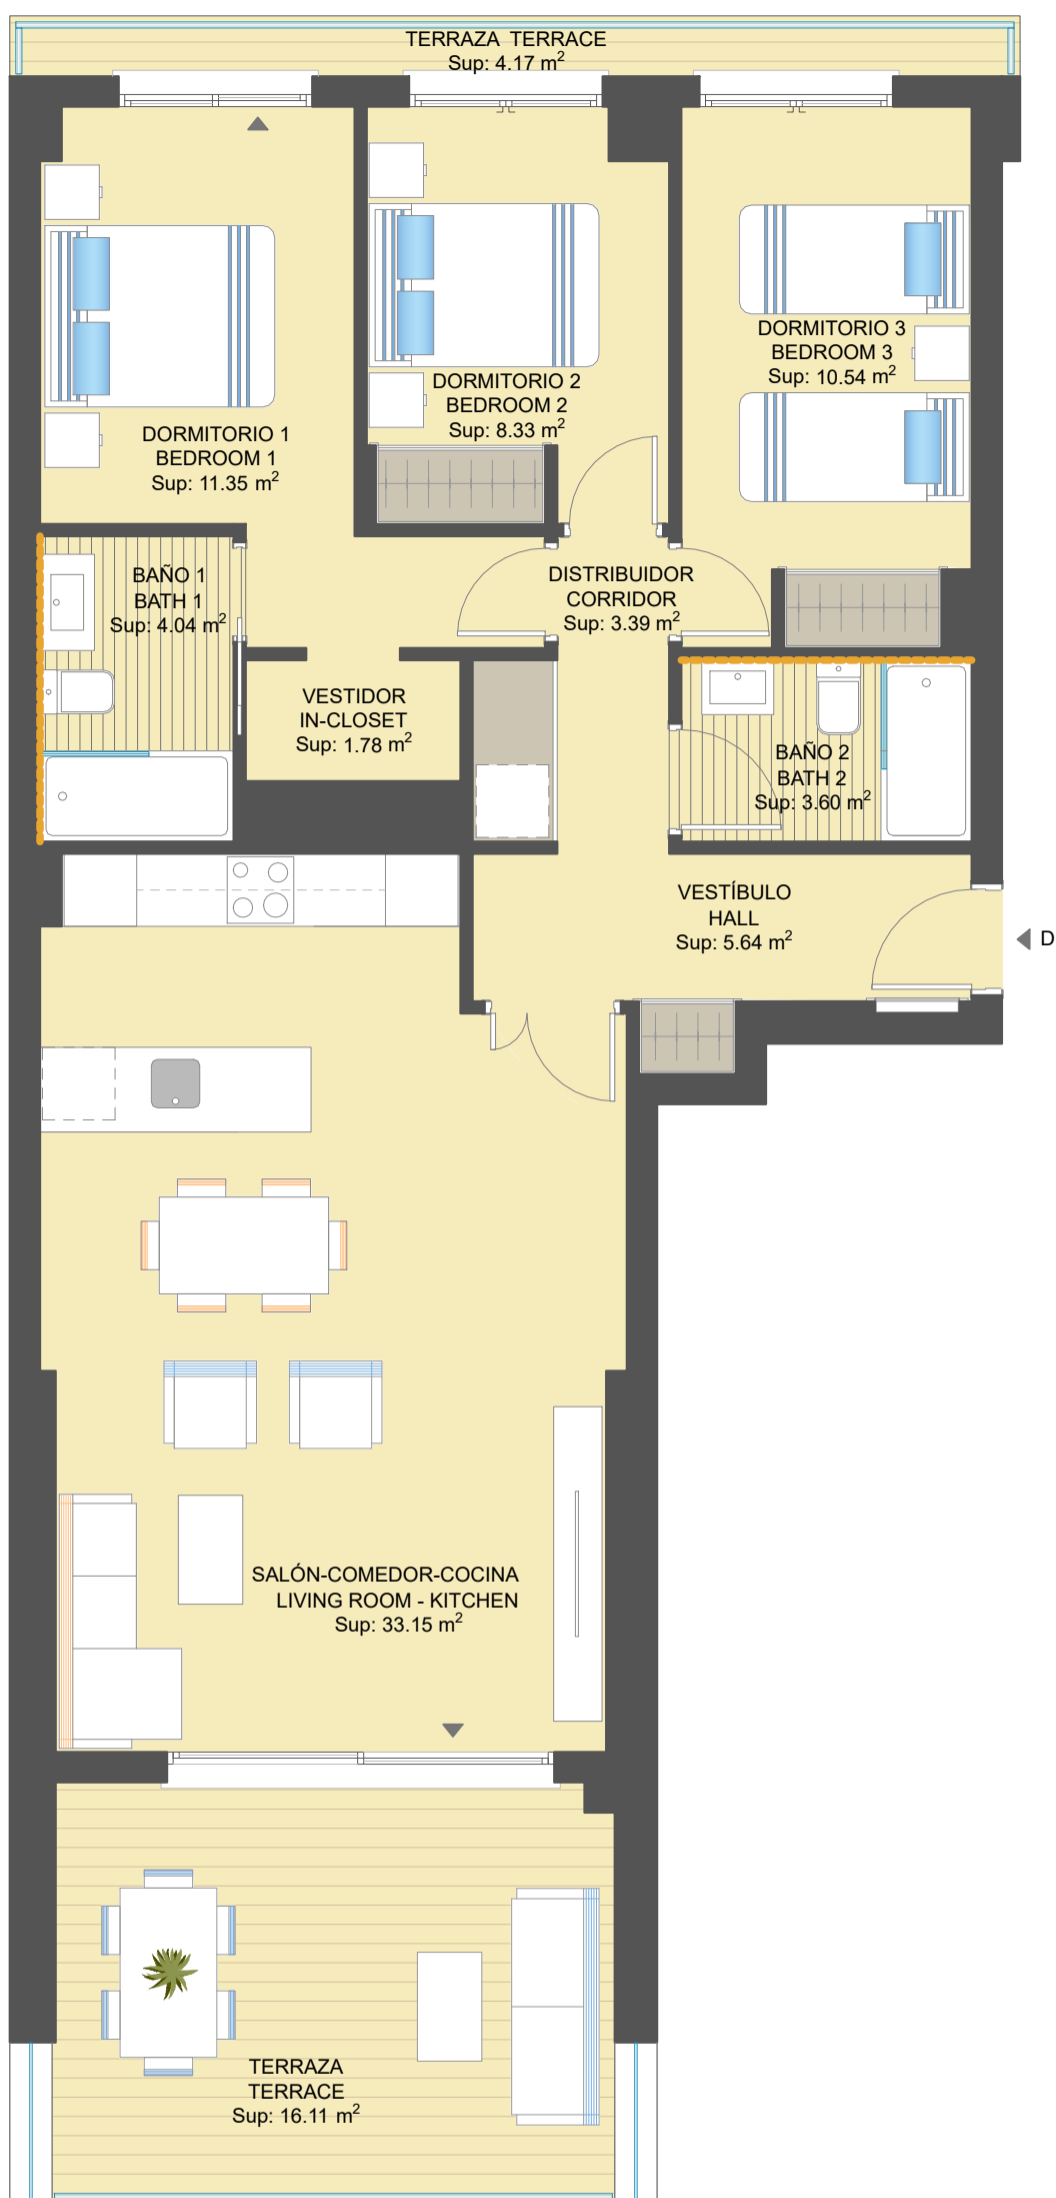 TERRAZA  TERRACE
Sup: 4.17 m²
DORMITORIO 3
BEDROOM 3
Sup: 10.54 m²
DORMITORIO 2
BEDROOM 2
Sup: 8.33 m²
DORMITORIO 1
BEDROOM 1
Sup: 11.35 m²
BAÑO 1
BATH 1
Sup: 4.04 m²
DISTRIBUIDOR
CORRIDOR
Sup: 3.39 m²
VESTIDOR
IN-CLOSET
Sup: 1.78 m²
BAÑO 2
BATH 2
Sup: 3.60 m²
VESTÍBULO
HALL
Sup: 5.64 m²
D
SALÓN-COMEDOR-COCINA
LIVING ROOM - KITCHEN
Sup: 33.15 m²
TERRAZA
TERRACE
Sup: 16.11 m²